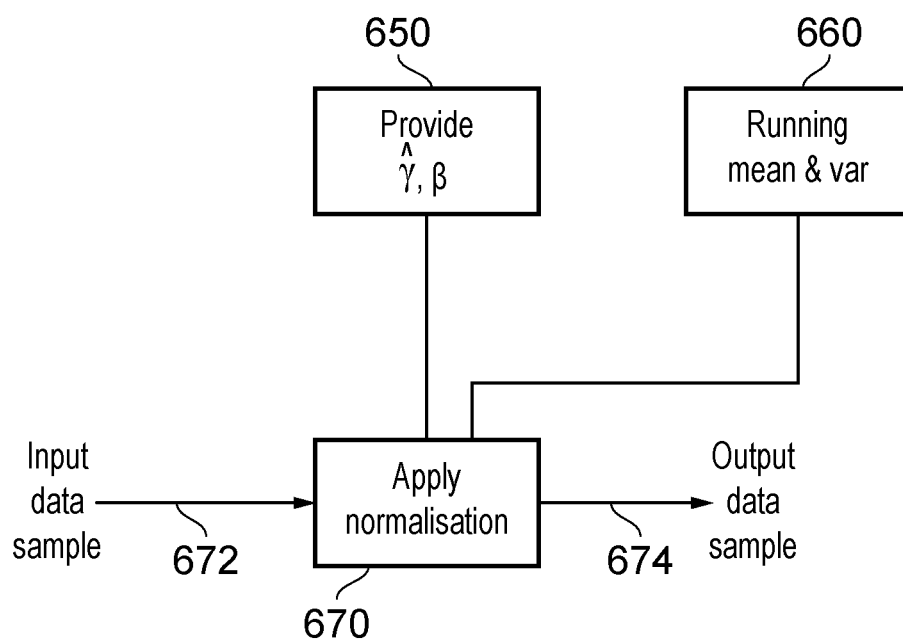 650
660
Provide
γ̂, β
Running
mean & var
Input
data
sample
672
Apply
normalisation
670
674
Output
data
sample